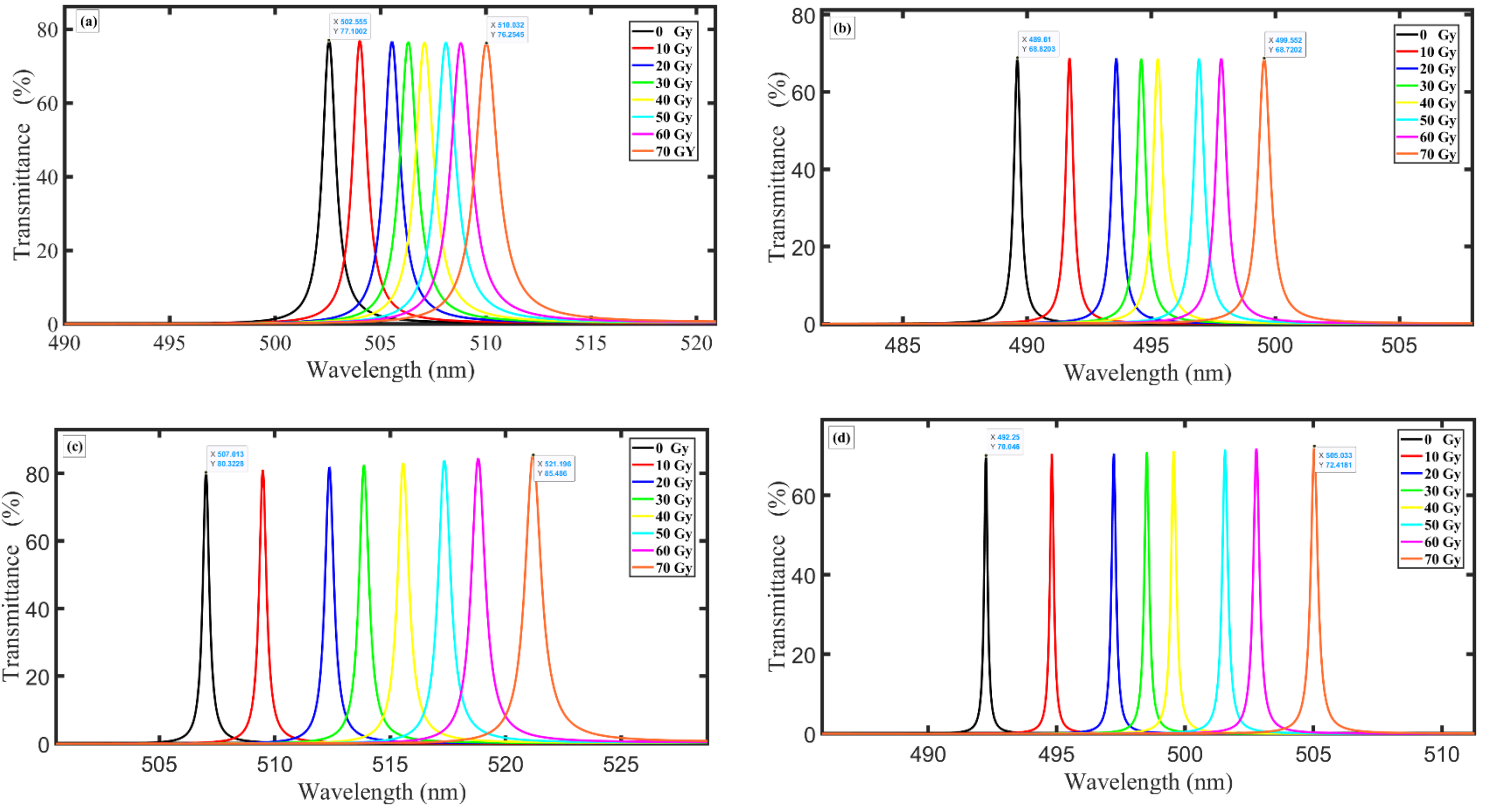 (a)
X 502.555
Y 77.1002
X 510.032
Y 76.2545
0 Gy
10 Gy
20 Gy
30 Gy
40 Gy
50 Gy
60 Gy
70 GY
80
60
40
20
0
Transmittance (%)
490
495
500
505
510
515
520
Wavelength (nm)
(b)
X 489.61
Y 68.8203
X 499.552
Y 68.7202
0 Gy
10 Gy
20 Gy
30 Gy
40 Gy
50 Gy
60 Gy
70 Gy
80
60
40
20
0
Transmittance (%)
485
490
495
500
505
Wavelength (nm)
(c)
X 507.013
Y 80.3228
X 521.198
Y 85.486
0 Gy
10 Gy
20 Gy
30 Gy
40 Gy
50 Gy
60 Gy
70 Gy
80
60
40
20
0
Transmittance (%)
505
510
515
520
525
Wavelength (nm)
(d)
X 492.25
Y 70.046
X 505.033
Y 72.4181
0 Gy
10 Gy
20 Gy
30 Gy
40 Gy
50 Gy
60 Gy
70 Gy
60
40
20
0
Transmittance (%)
490
495
500
505
510
Wavelength (nm)